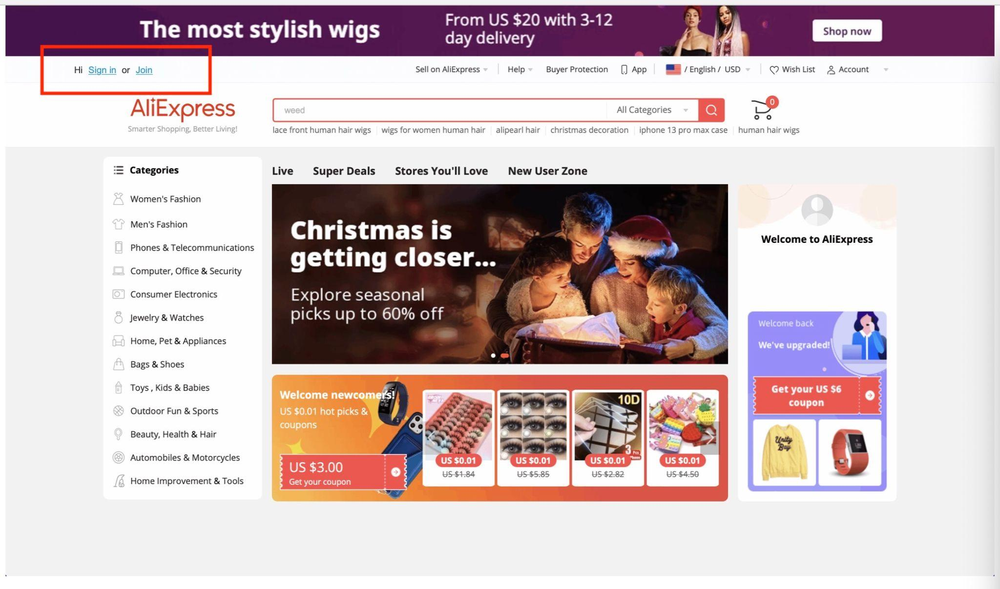 The most stylish wigs
From US $20 with 3-12
day delivery
Shop now
Hi Sign in or Join
Sell on AliExpress
Help
Buyer Protection
App
/ English / USD
Wish List
Account
AliExpress
Smarter Shopping, Better Living!
weed
All Categories
0
lace front human hair wigs
wigs for women human hair
alipearl hair
christmas decoration
iphone 13 pro max case
human hair wigs
Categories
Women's Fashion
Men's Fashion
Phones & Telecommunications
Computer, Office & Security
Consumer Electronics
Jewelry & Watches
Home, Pet & Appliances
Bags & Shoes
Toys , Kids & Babies
Outdoor Fun & Sports
Beauty, Health & Hair
Automobiles & Motorcycles
Home Improvement & Tools
Live
Super Deals
Stores You'll Love
New User Zone
Christmas is
getting closer...
Explore seasonal
picks up to 60% off
Welcome newcomers!
US $0.01 hot picks &
coupons
US $3.00
Get your coupon
US $0.01
US $1.84
US $0.01
US $5.85
10D
3 Pcs
Phone
US $0.01
US $2.82
US $0.01
US $4.50
Welcome to AliExpress
Welcome back
We've upgraded!
Get your US $6
coupon
Unity
Bay